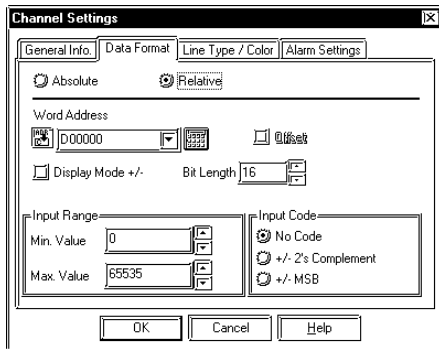 Channel Settings
General Info. Data Format Line Type / Color Alarm Settings
Absolute Relative
Word Address
D00000 Offset
Display Mode +/- Bit Length 16
Input Range Input Code
Min. Value 0 No Code
+/- 2's Complement
Max. Value 65535 +/- MSB
OK Cancel Help